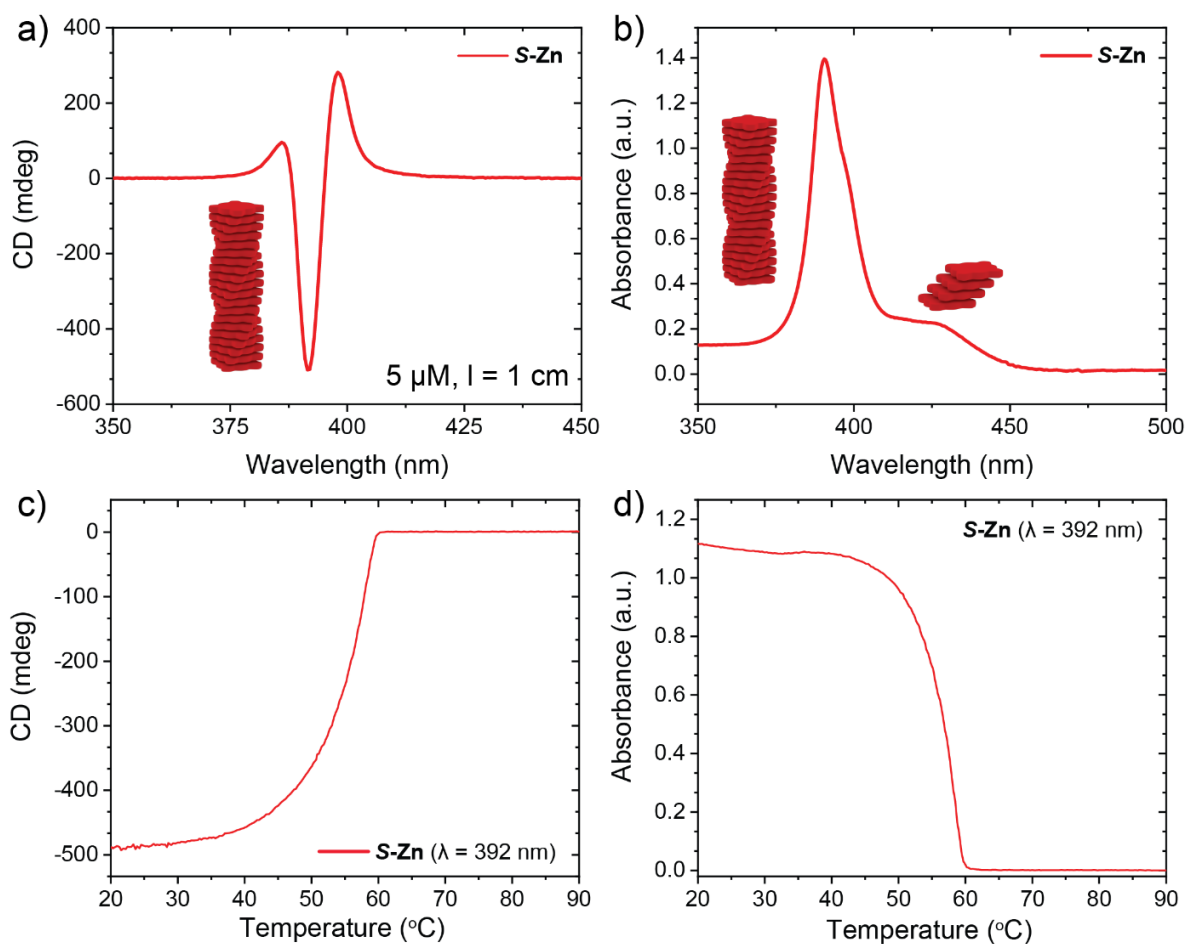 a)
400
200
0
-200
-400
-600
CD (mdeg)
S-Zn
5 µM, l = 1 cm
350 375 400 425 450
Wavelength (nm)
b)
1.4
1.2
1.0
0.8
0.6
0.4
0.2
0.0
Absorbance (a.u.)
S-Zn
350 400 450 500
Wavelength (nm)
c)
0
-100
-200
-300
-400
-500
CD (mdeg)
S-Zn (λ = 392 nm)
20 30 40 50 60 70 80 90
Temperature (°C)
d)
1.2
1.0
0.8
0.6
0.4
0.2
0.0
Absorbance (a.u.)
S-Zn (λ = 392 nm)
20 30 40 50 60 70 80 90
Temperature (°C)